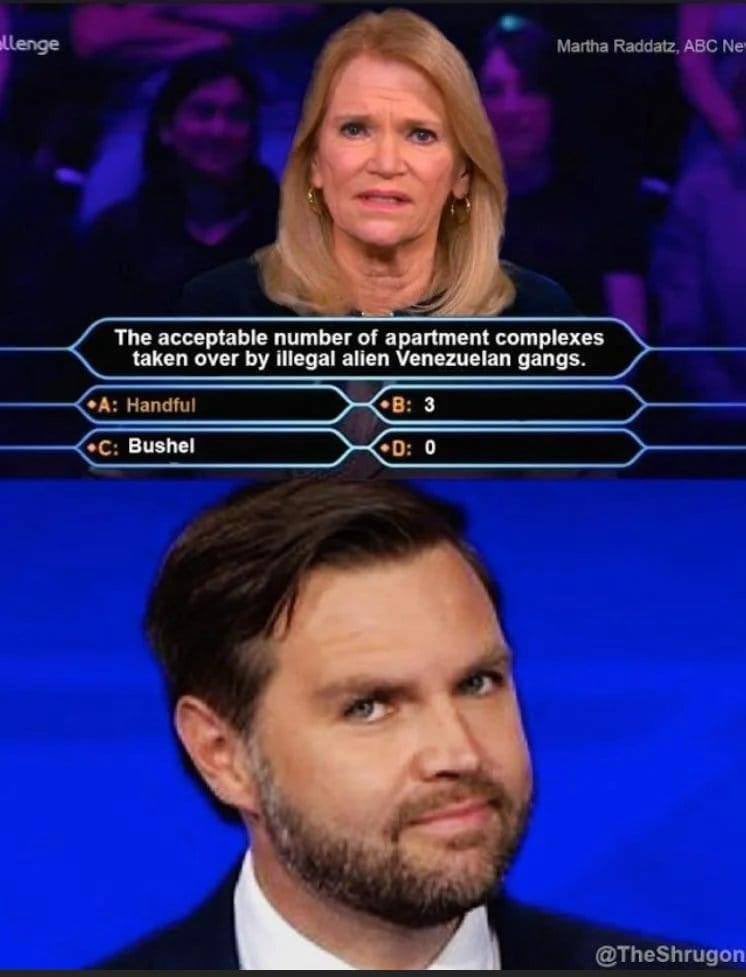 llenge
Martha Raddatz, ABC Ne
The acceptable number of apartment complexes
taken over by illegal alien Venezuelan gangs.
A: Handful
B: 3
C: Bushel
D: 0
@TheShrugon